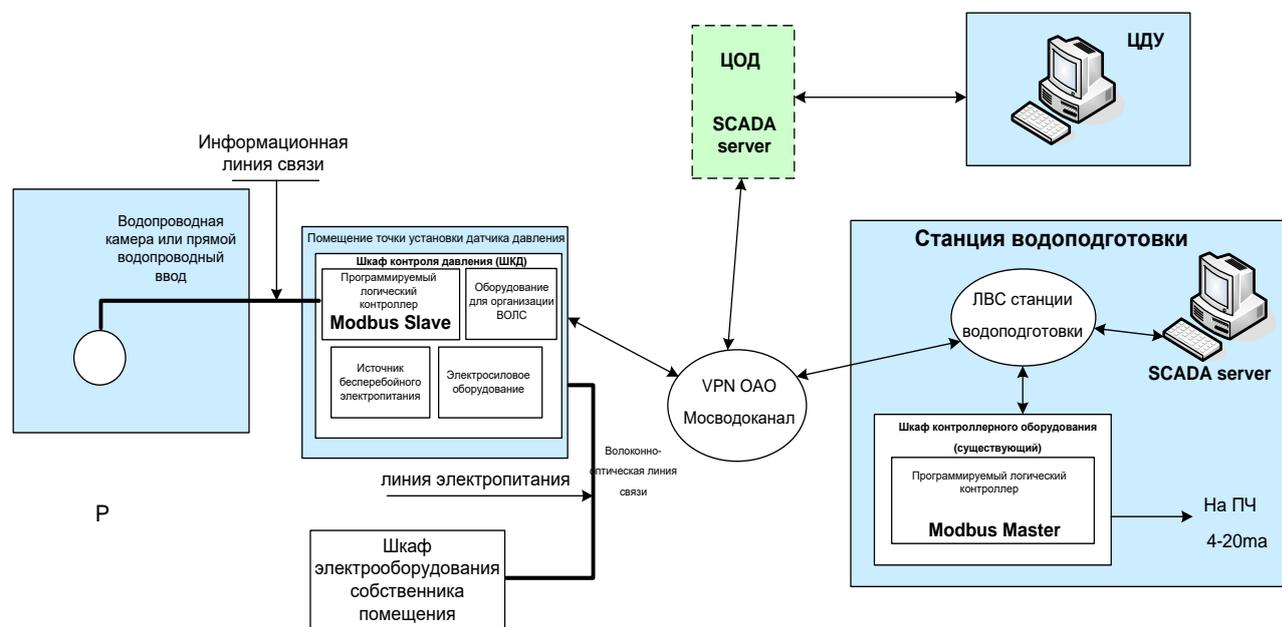 ЦОД
SCADA
server
ЦДУ
Информационная
линия связи
Водопроводная
камера или прямой
водопроводный
ввод
Р
Помещение точки установки датчика давления
Шкаф контроля давления (ШКД)
Программируемый
логический
контроллер
Modbus Slave
Оборудование
для организации
ВОЛС
Источник
бесперебойного
электропитания
Электросиловое
оборудование
Волоконно-
оптическая линия
связи
линия электропитания
Шкаф
электрооборудования
собственника
помещения
VPN ОАО
Мосводоканал
Станция водоподготовки
ЛВС станции
водоподготовки
SCADA server
Шкаф контроллерного оборудования
(существующий)
Программируемый логический
контроллер
Modbus Master
На ПЧ
4-20ma